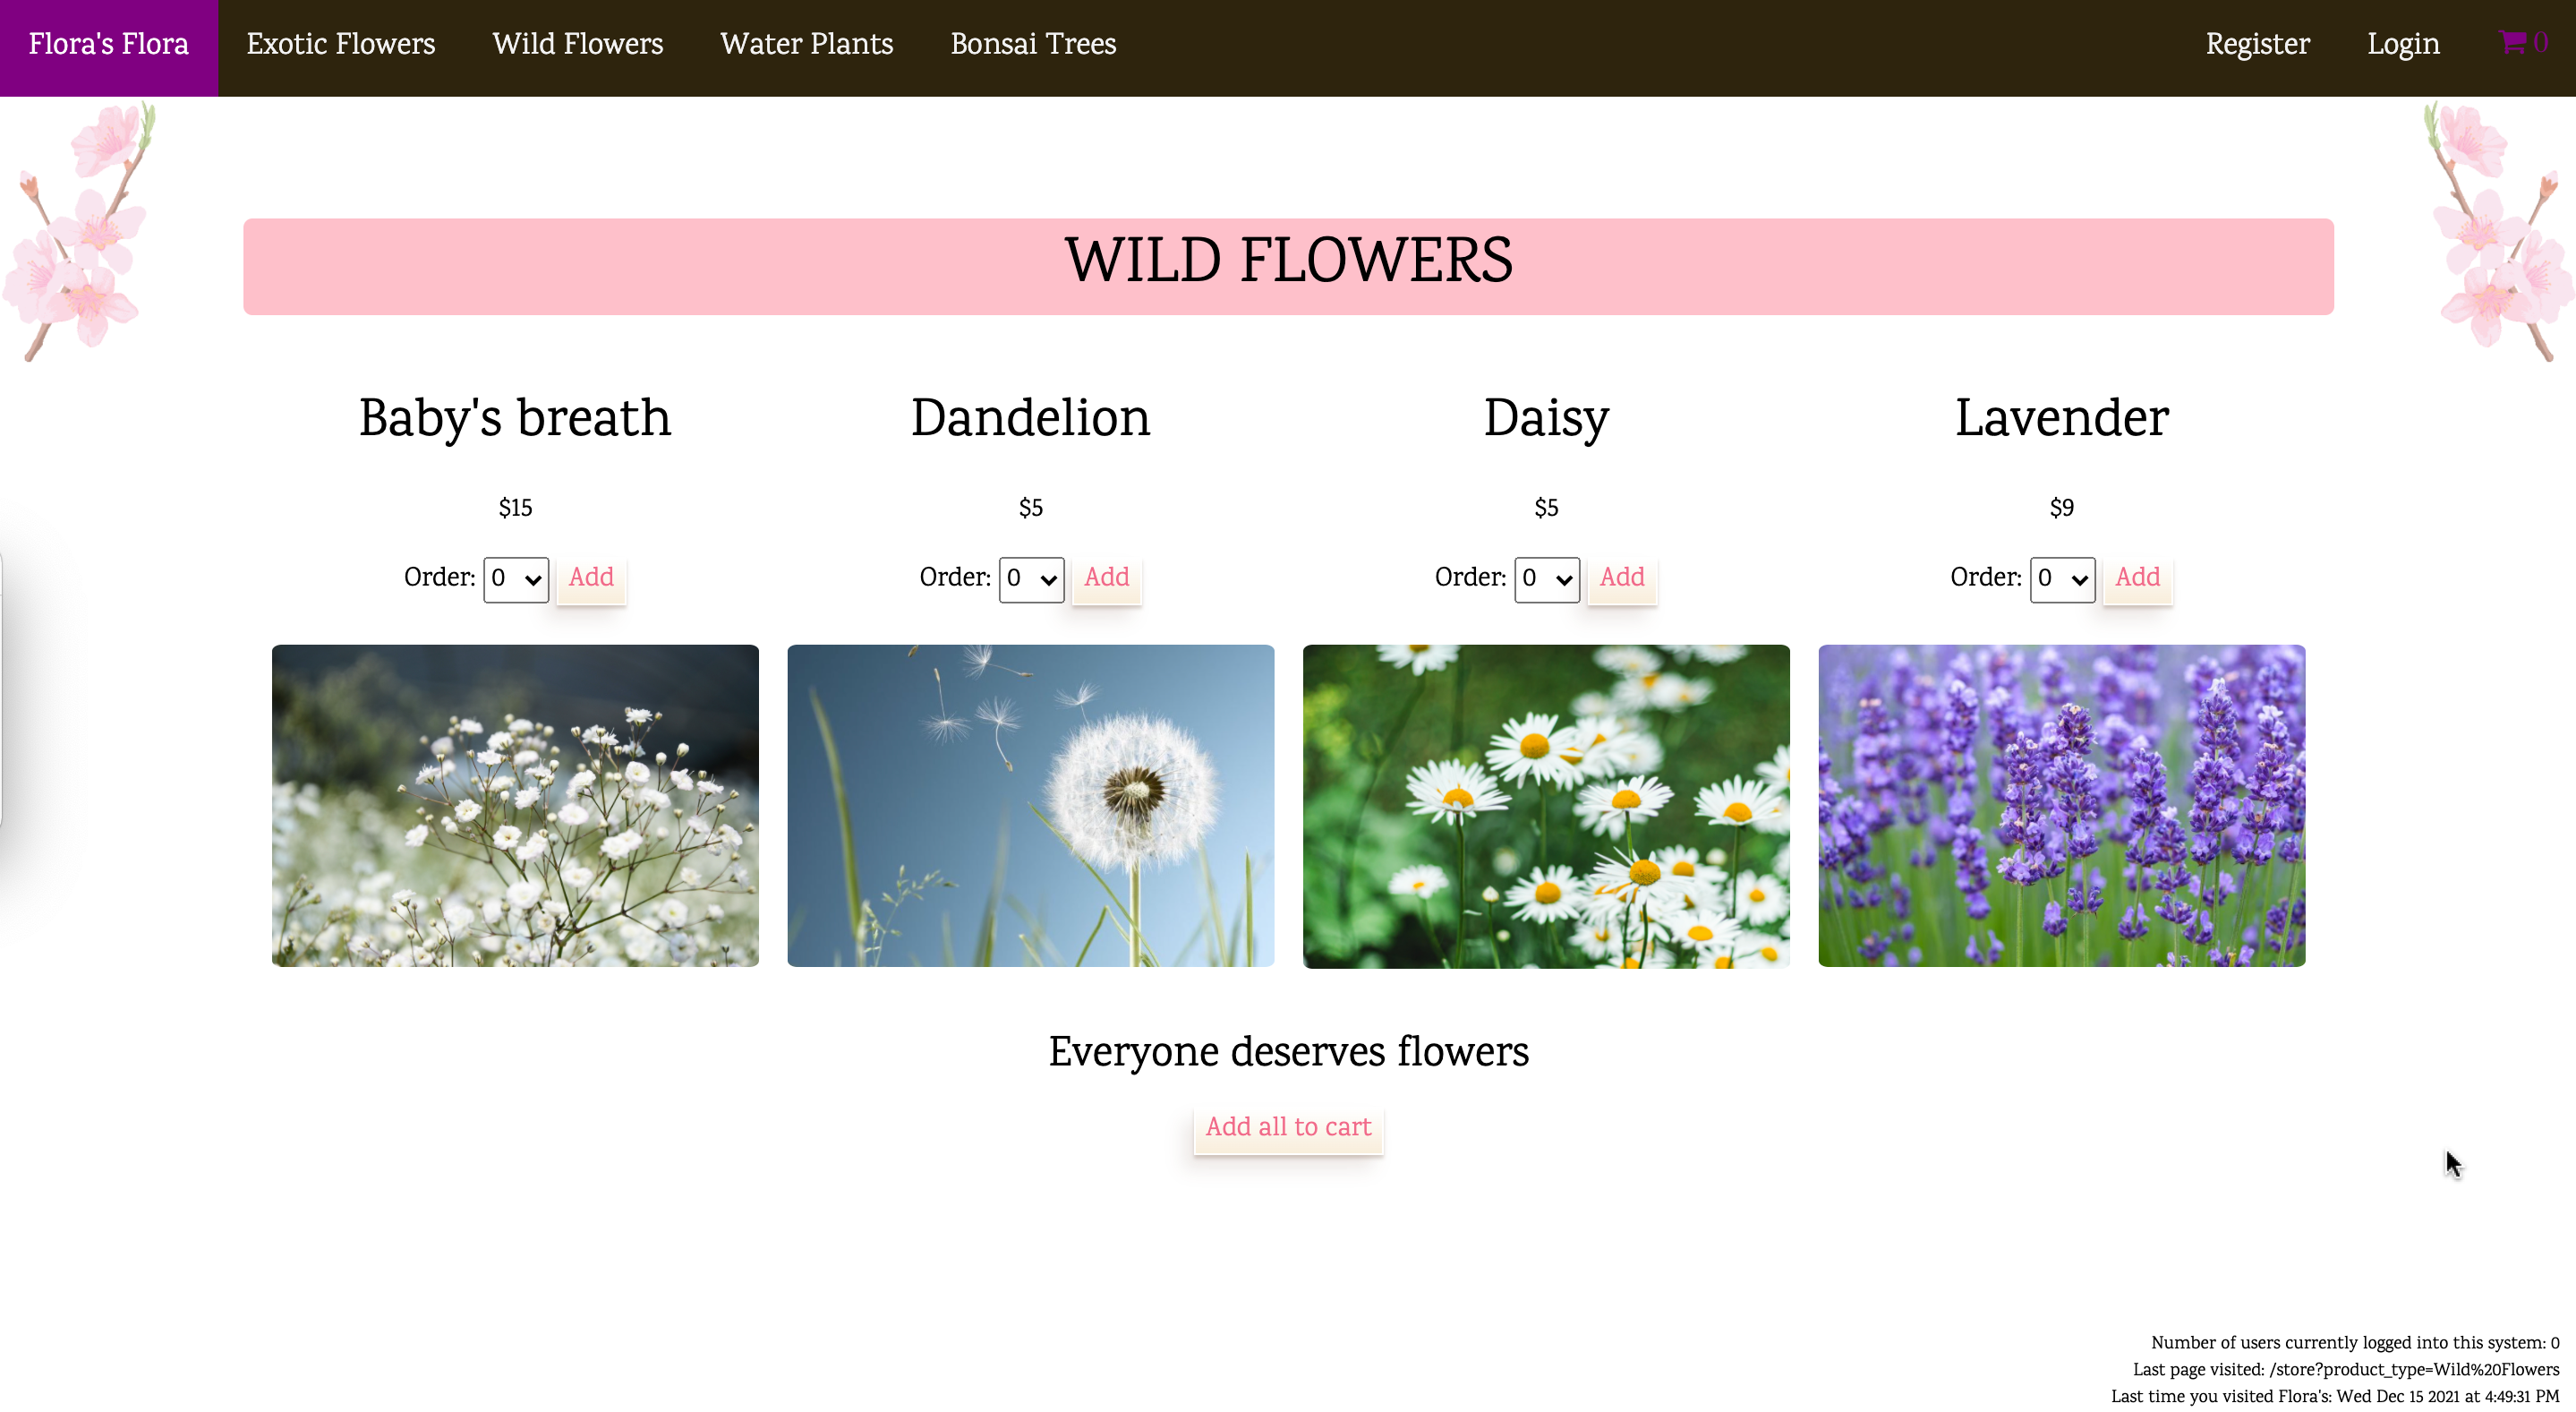 Flora's Flora Exotic Flowers Wild Flowers Water Plants Bonsai Trees Register Login 0
WILD FLOWERS
Baby's breath Dandelion Daisy Lavender
$15 $5 $5 $9
Order: 0 Add Order: 0 Add Order: 0 Add Order: 0 Add
Everyone deserves flowers
Add all to cart
Number of users currently logged into this system: 0
Last page visited: /store?product_type=Wild%20Flowers
Last time you visited Flora's: Wed Dec 15 2021 at 4:49:31 PM